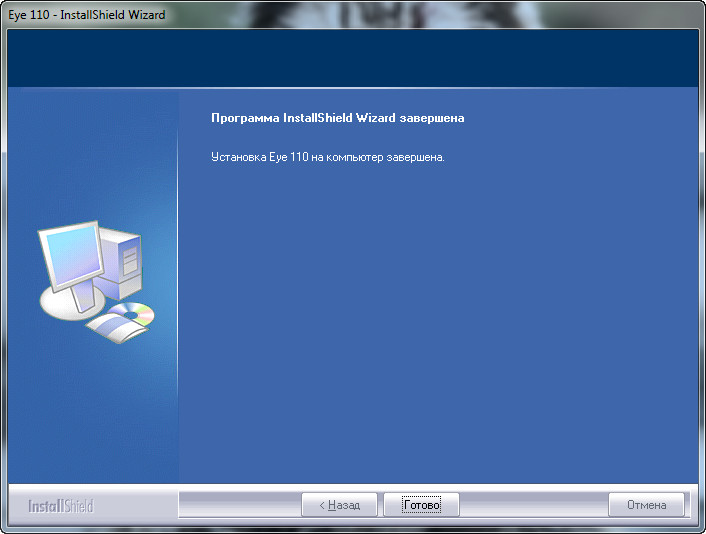 Eye 110 - InstallShield Wizard
Программа InstallShield Wizard завершена
Установка Eye 110 на компьютер завершена.
InstallShield
< Назад
Готово
Отмена